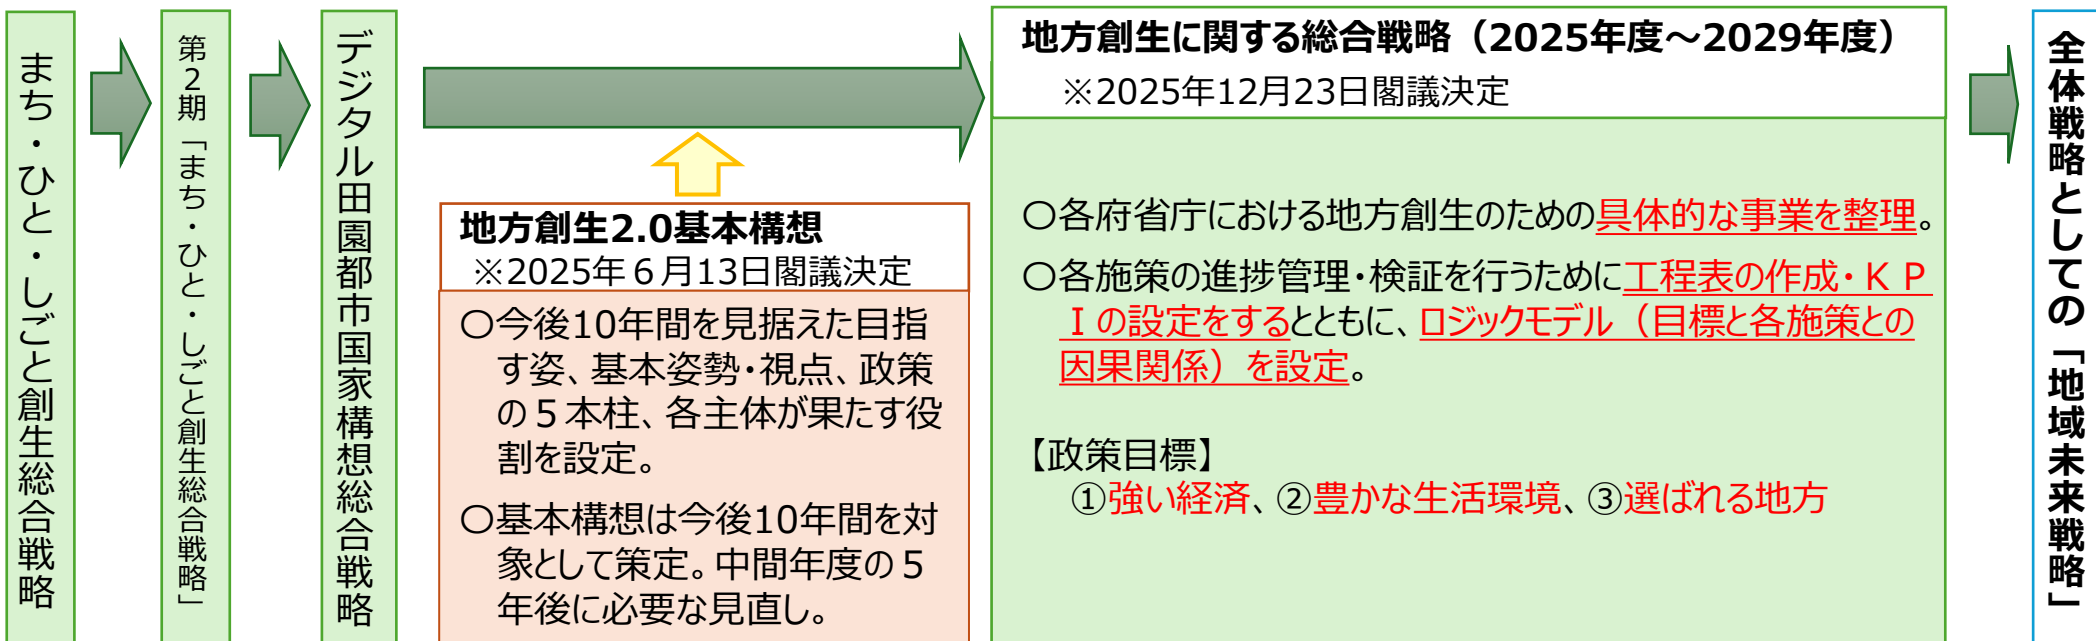 まち・ひと・しごと創生総合戦略
第２期「まち・ひと・しごと創生総合戦略」
デジタル田園都市国家構想総合戦略
地方創生2.0基本構想
※2025年６月13日閣議決定
〇今後10年間を見据えた目指
す姿、基本姿勢・視点、政策
の５本柱、各主体が果たす役
割を設定。
〇基本構想は今後10年間を対
象として策定。中間年度の５
年後に必要な見直し。
地方創生に関する総合戦略（2025年度～2029年度）
※2025年12月23日閣議決定
〇各府省庁における地方創生のための具体的な事業を整理。
〇各施策の進捗管理・検証を行うために工程表の作成・ＫＰ
Ｉの設定をするとともに、ロジックモデル（目標と各施策との
因果関係）を設定。
【政策目標】
①強い経済、②豊かな生活環境、③選ばれる地方
全体戦略としての「地域未来戦略」